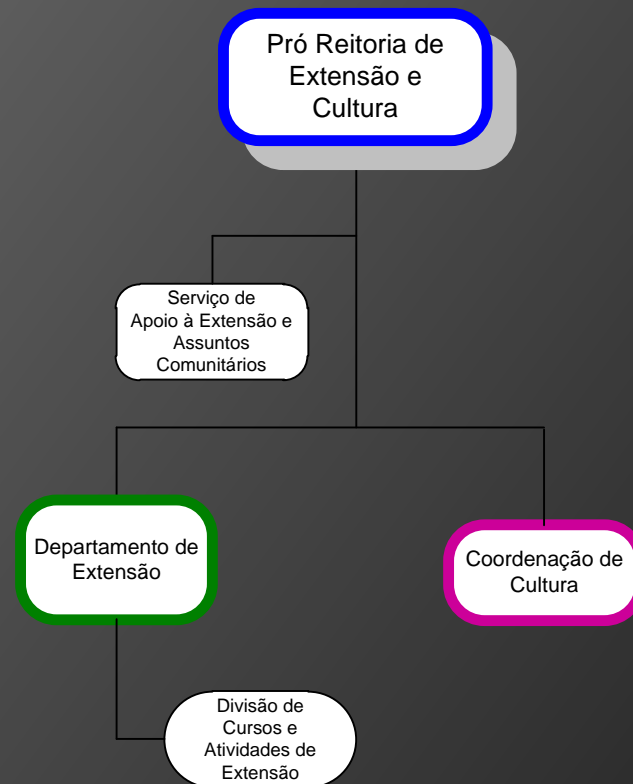 Pró Reitoria de
Extensão e
Cultura
Serviço de
Apoio à Extensão e
Assuntos
Comunitários
Departamento de
Extensão
Coordenação de
Cultura
Divisão de
Cursos e
Atividades de
Extensão